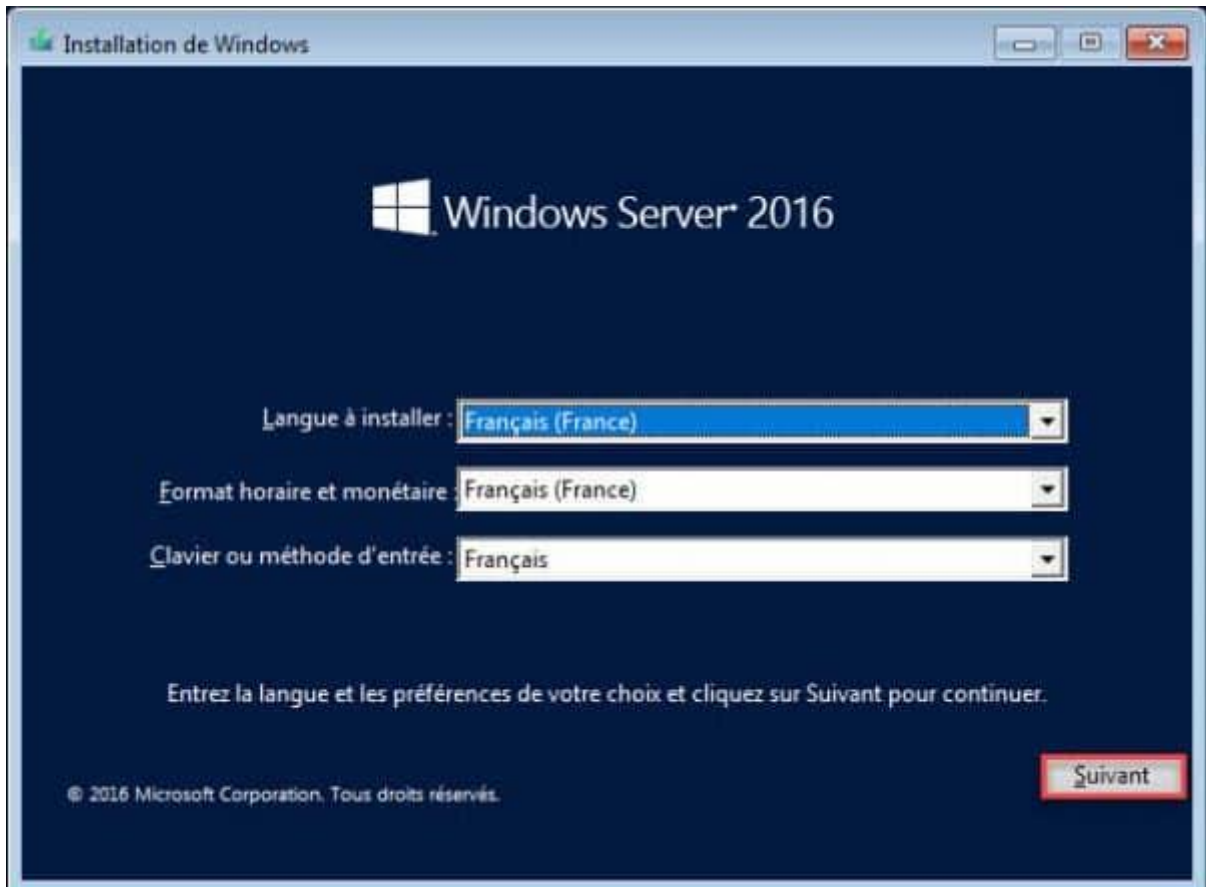 Installation de Windows
Windows Server 2016
Langue à installer : Français (France)
Format horaire et monétaire : Français (France)
Clavier ou méthode d'entrée : Français
Entrez la langue et les préférences de votre choix et cliquez sur Suivant pour continuer.
Suivant
© 2016 Microsoft Corporation. Tous droits réservés.